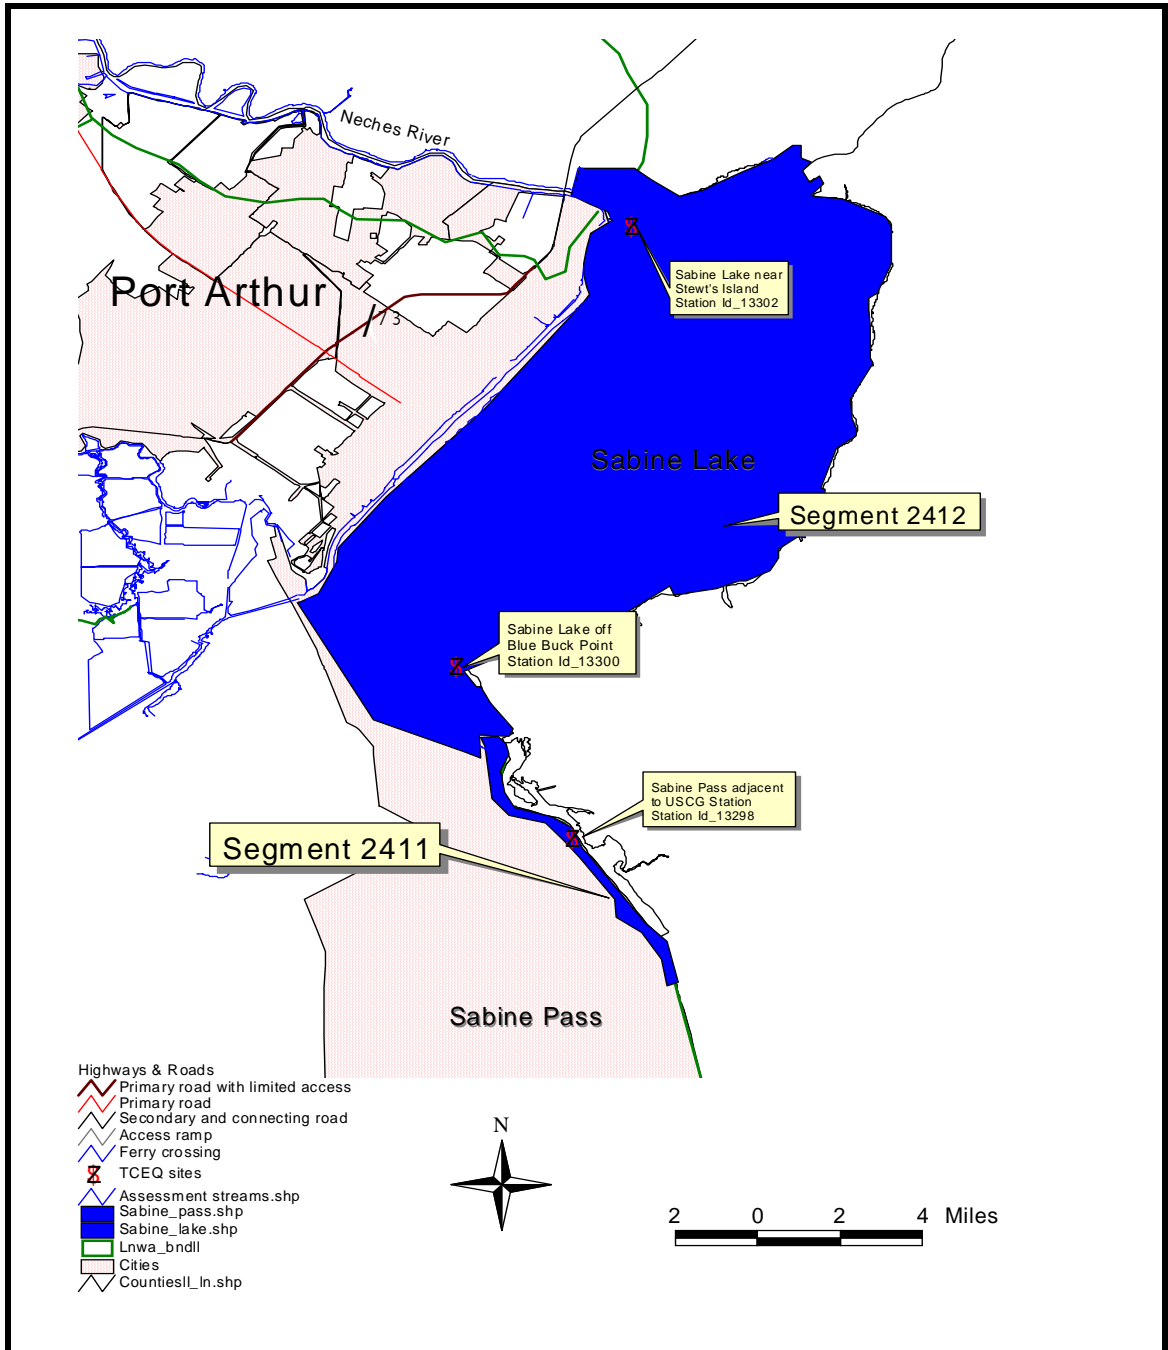 Neches River
Port Arthur
73
Sabine Lake near
Stewt's Island
Station Id_13302
Sabine Lake
Segment 2412
Sabine Lake off
Blue Buck Point
Station Id_13300
Sabine Pass adjacent
to USCG Station
Station Id_13298
Segment 2411
Sabine Pass
Highways & Roads
Primary road with limited access
Primary road
Secondary and connecting road
Access ramp
Ferry crossing
TCEQ sites
Assessment streams.shp
Sabine_pass.shp
Sabine_lake.shp
Lnwa_bndll
Cities
Countiesll_ln.shp
N
2 0 2 4 Miles